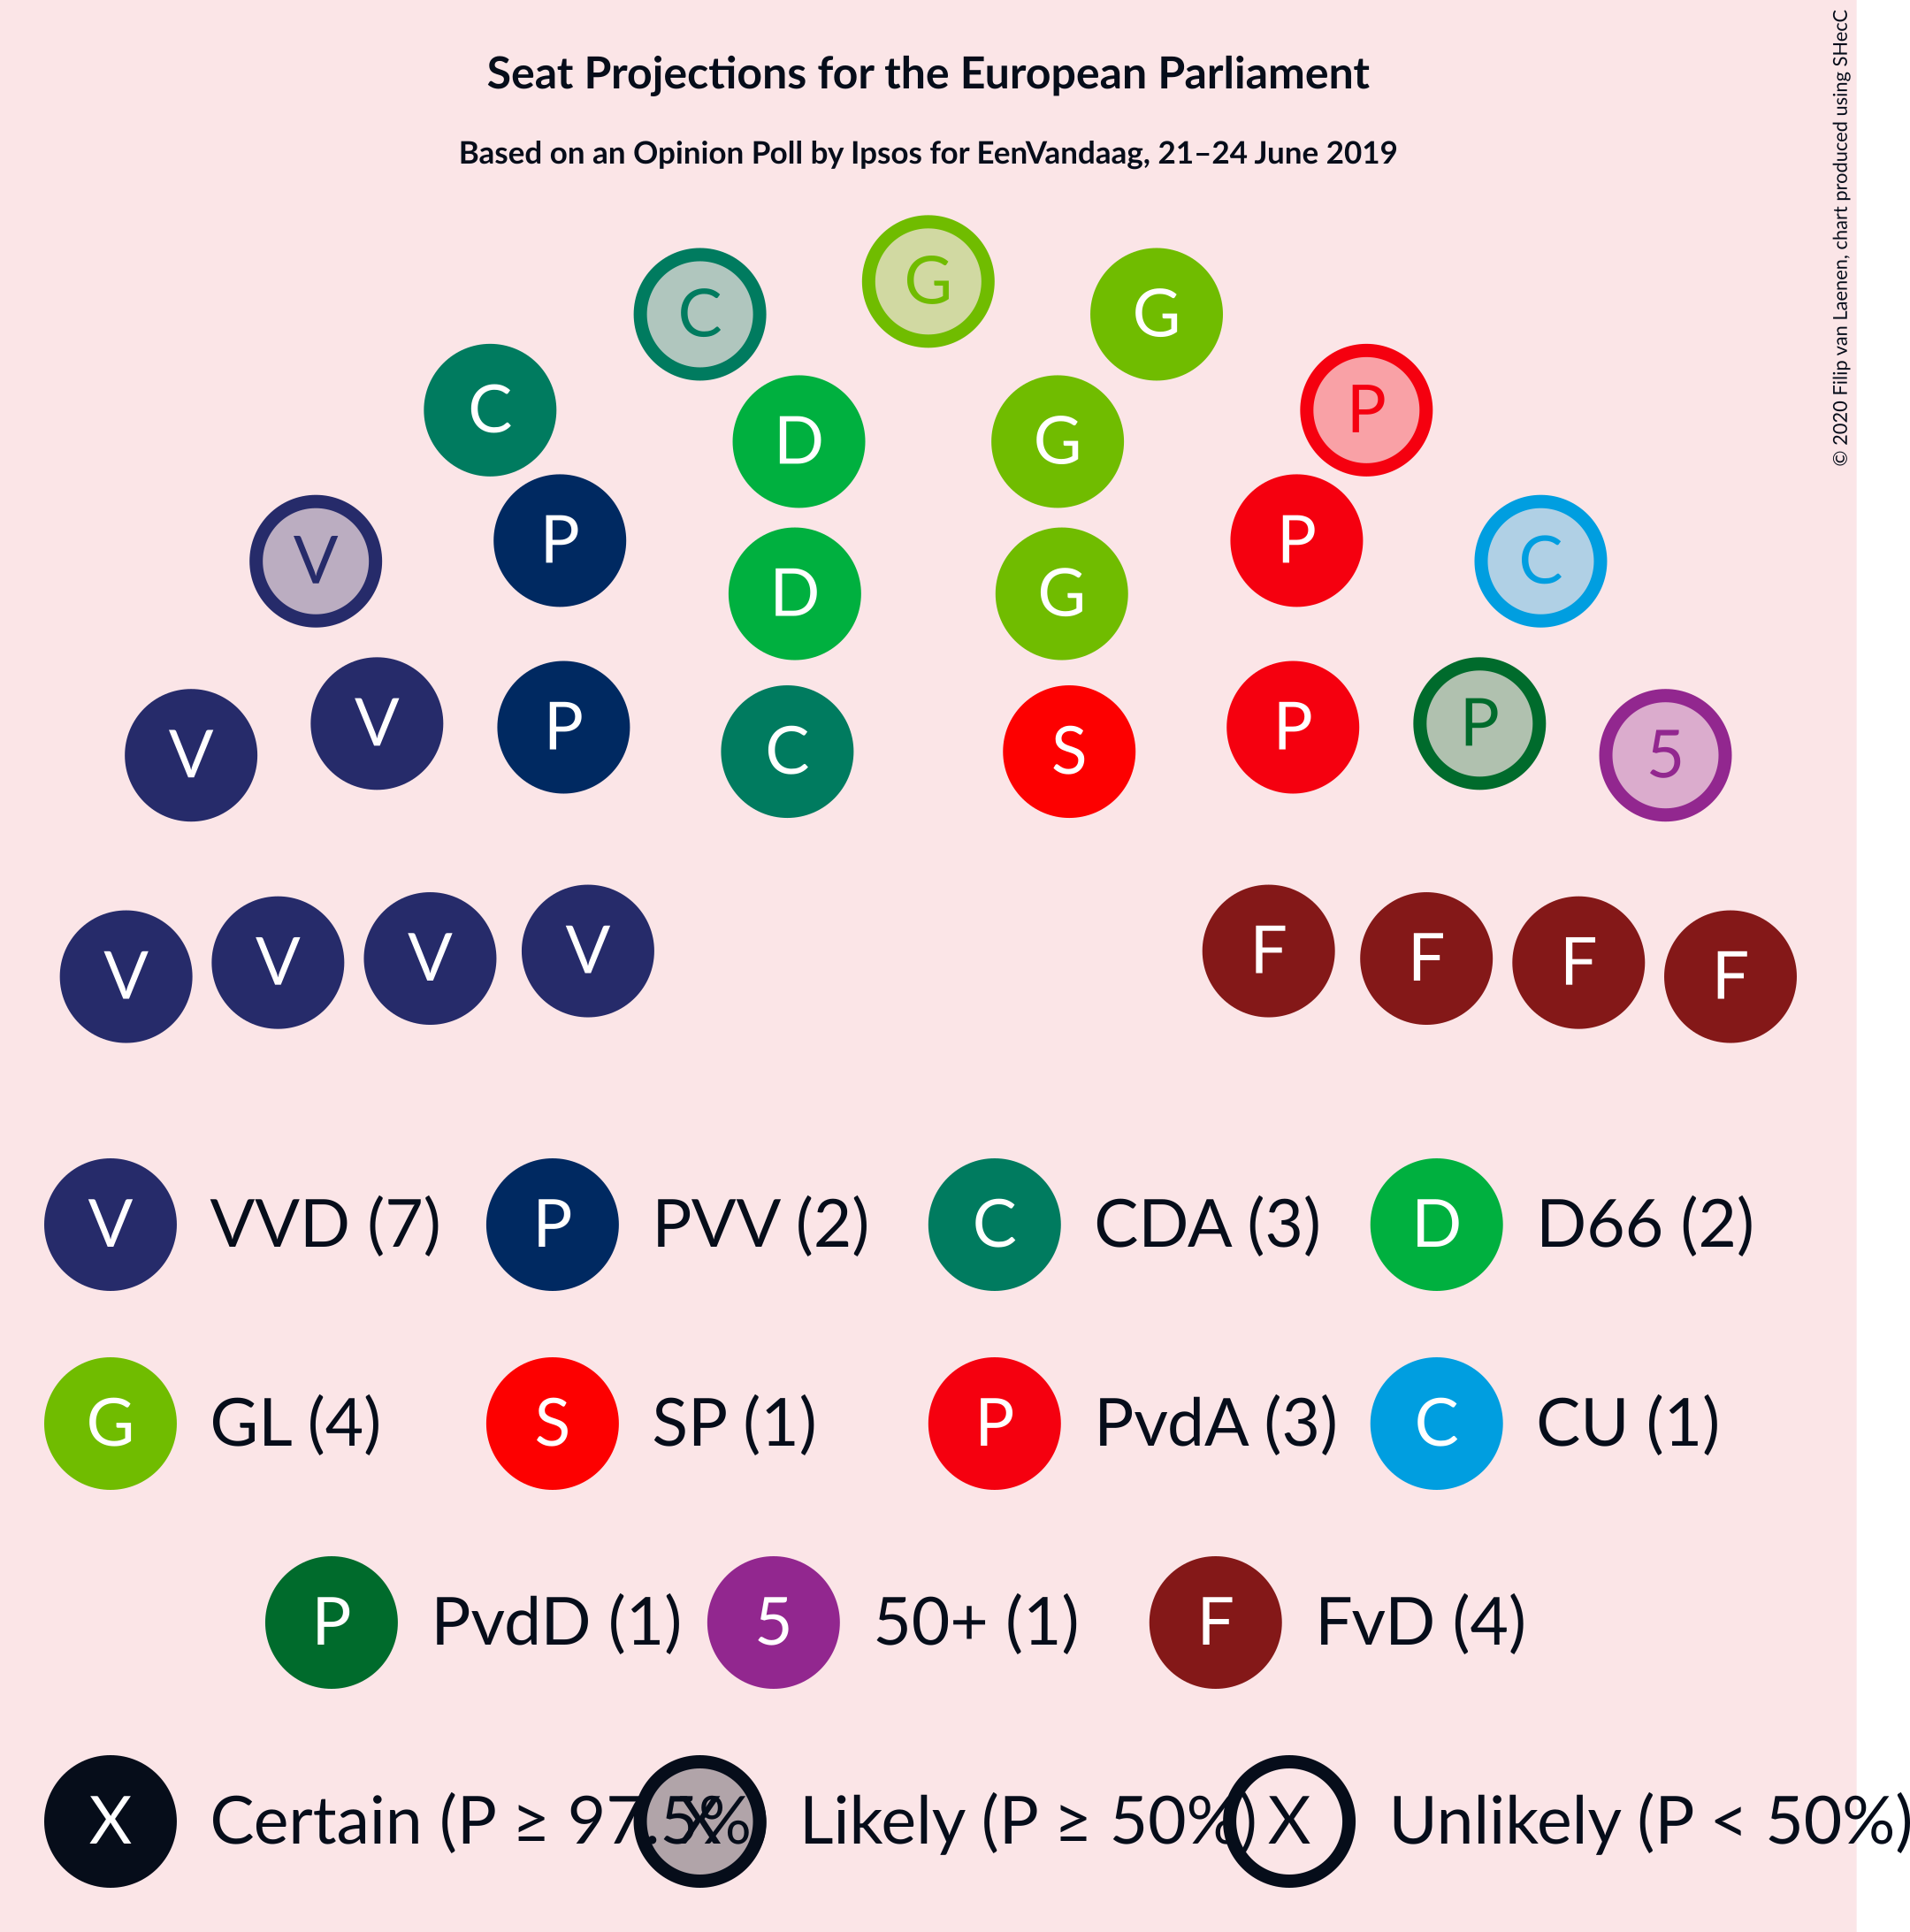 Seat Projections for the European Parliament
Based on an Opinion Poll by Ipsos for EenVandaag, 21–24 June 2019
© 2020 Filip van Laenen, chart produced using SHecC
G
C G
C P
D G
P P
V C
D G
V P P P
V C S 5
V V V V F F F F
V VVD (7) P PVV (2) C CDA (3) D D66 (2)
G GL (4) S SP (1) P PvdA (3) C CU (1)
P PvdD (1) 5 50+ (1) F FvD (4)
X Certain (P ≥ 97.5% X Likely (P ≥ 50%) X Unlikely (P < 50%)